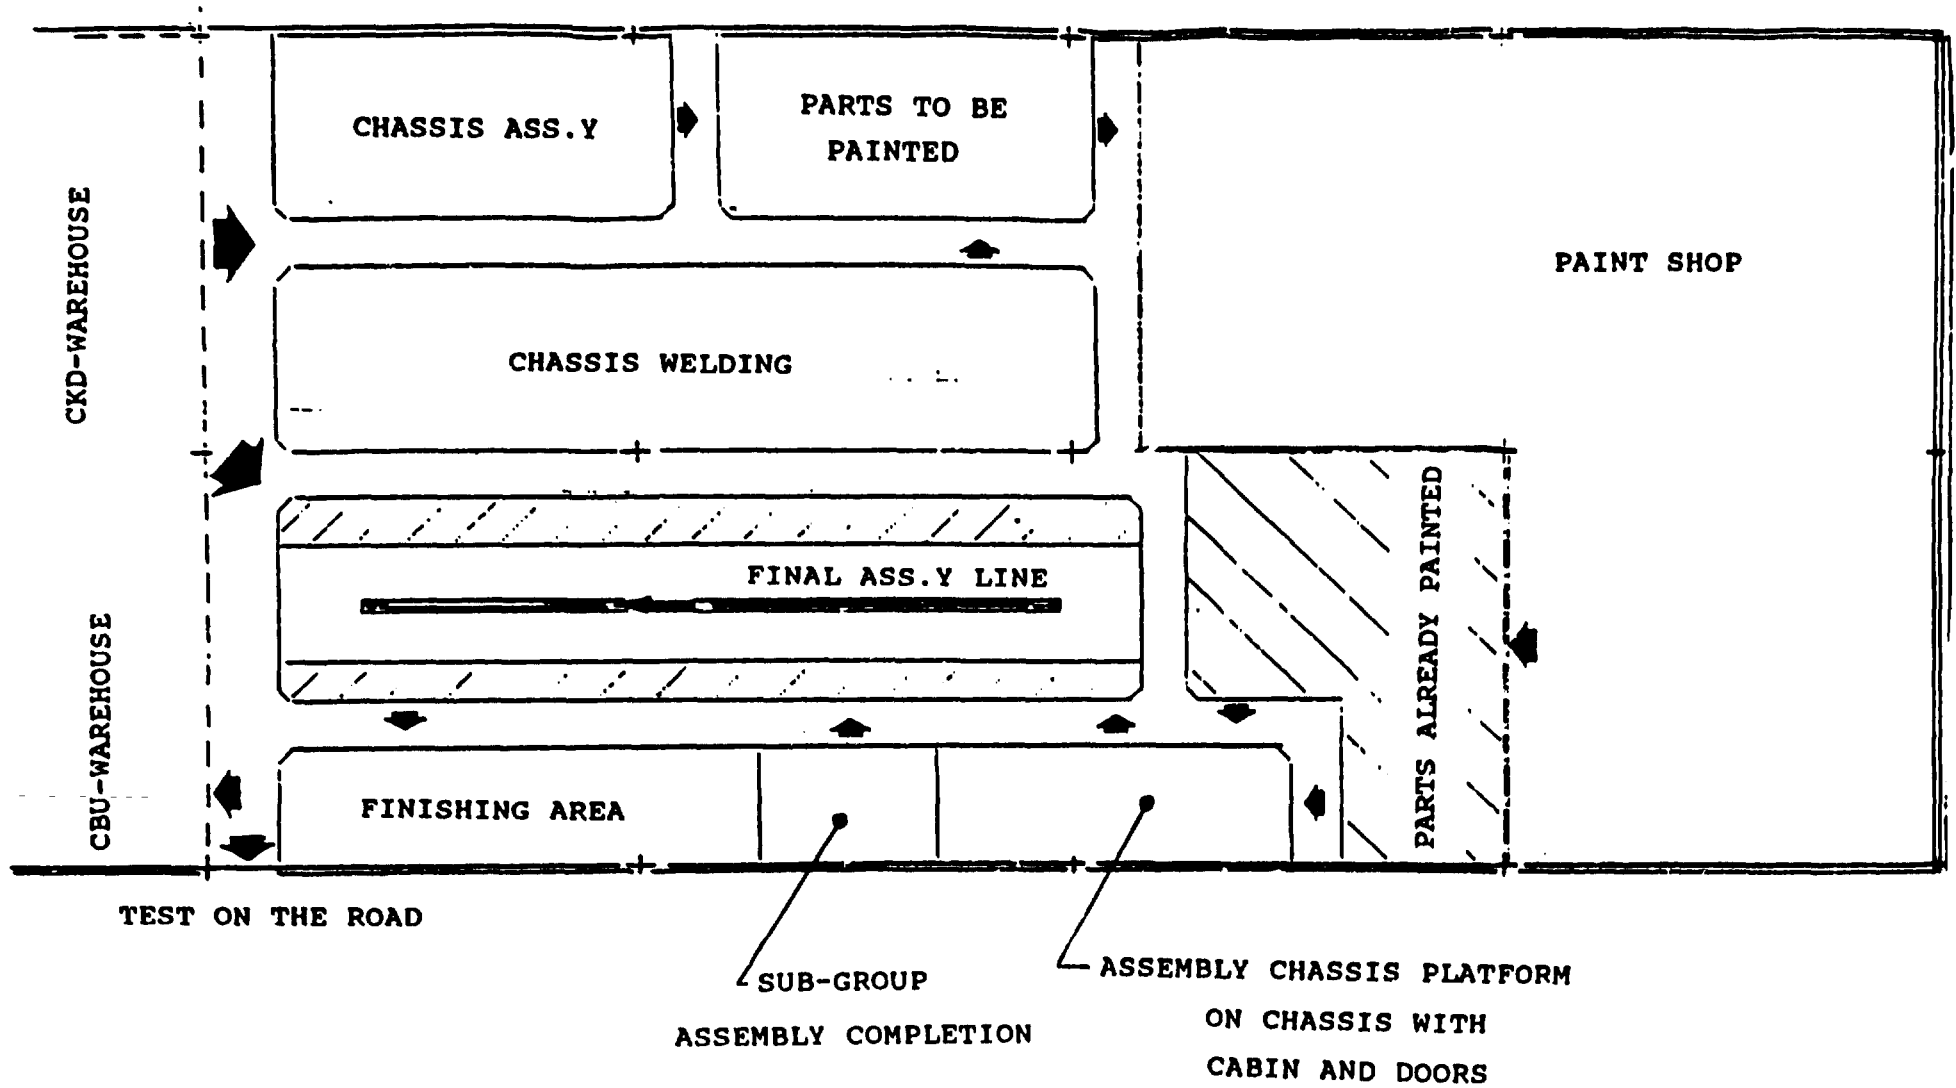 CHASSIS ASS.Y
PARTS TO BE
PAINTED
CKD-WAREHOUSE
PAINT SHOP
CHASSIS WELDING
PARTS ALREADY PAINTED
FINAL ASS.Y LINE
CBU-WAREHOUSE
FINISHING AREA
TEST ON THE ROAD
SUB-GROUP
ASSEMBLY COMPLETION
ASSEMBLY CHASSIS PLATFORM
ON CHASSIS WITH
CABIN AND DOORS